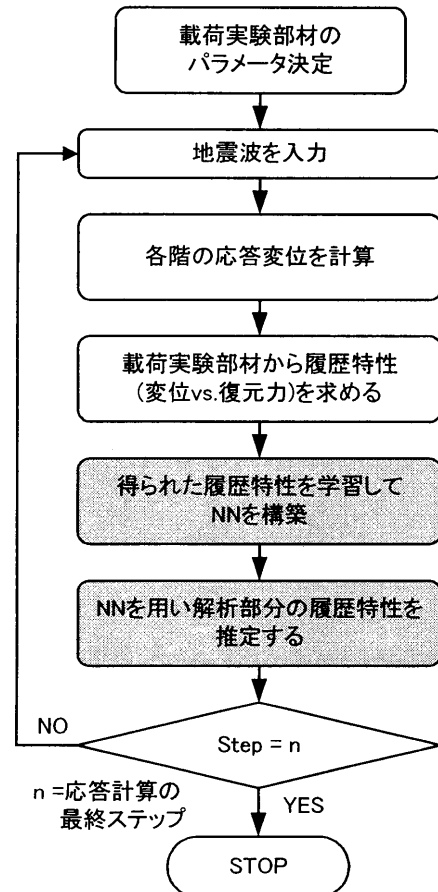 載荷実験部材の
パラメータ決定
地震波を入力
各階の応答変位を計算
載荷実験部材から履歴特性
(変位vs.復元力)を求める
得られた履歴特性を学習して
NNを構築
NNを用い解析部分の履歴特性を
推定する
NO
Step = n
n =応答計算の
最終ステップ
YES
STOP